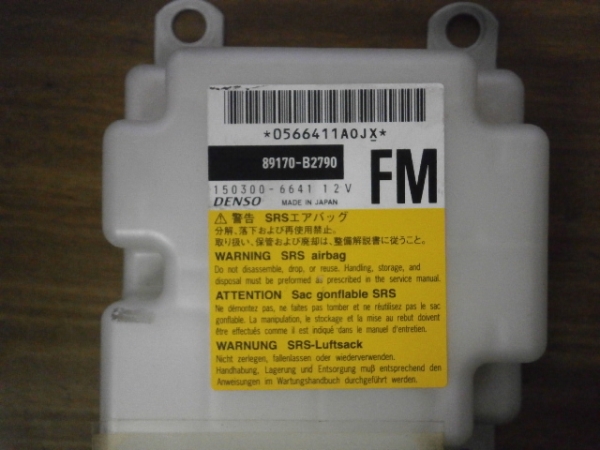 *0566411A0JX*
89170-B2790
150300-6641 12V
FM
DENSO MADE IN JAPAN
⚠ 警告 SRSエアバッグ
分解、落下および再使用禁止。
取り扱い、保管および廃却は、整備解説書に従うこと。
WARNING SRS airbag
Do not disassemble, drop, or reuse. Handling, storage, and
disposal must be preformed as prescribed in the service manual.
ATTENTION Sac gonflable SRS
Ne démontez pas, ne faites pas tomber et ne réutilisez pas le sac
gonflable. La manipulation, le stockage et la mise au rebut doivent
être effectués comme il est indiqué dans le manuel d'entretien.
WARNUNG SRS-Luftsack
Nicht zerlegen, fallenlassen oder wiederverwenden.
Handhabung, Lagerung und Entsorgung muß entsprechend den
Anweisungen im Wartungshandbuch durchgeführt werden.